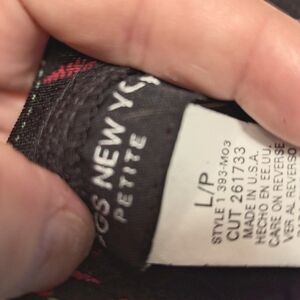 GS NEW YO
PETITE
L/P
STYLE 1 393-M03
CUT 261733
MADE IN U.S.A.
HECHO EN EE.UU.
CARE ON REVERSE
VER AL REVERSO